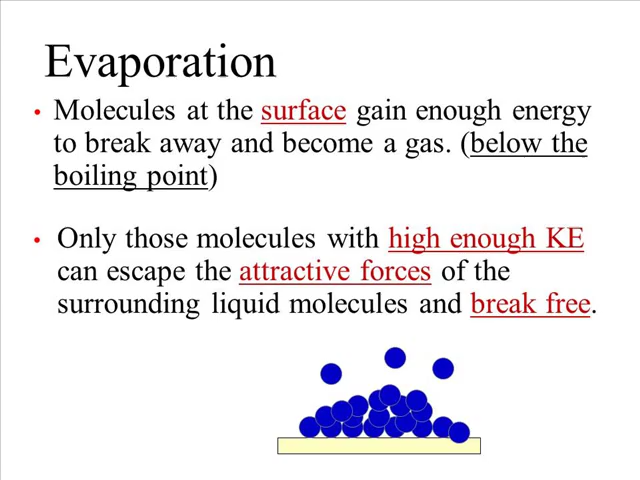 Evaporation
• Molecules at the surface gain enough energy
to break away and become a gas. (below the
boiling point)
• Only those molecules with high enough KE
can escape the attractive forces of the
surrounding liquid molecules and break free.